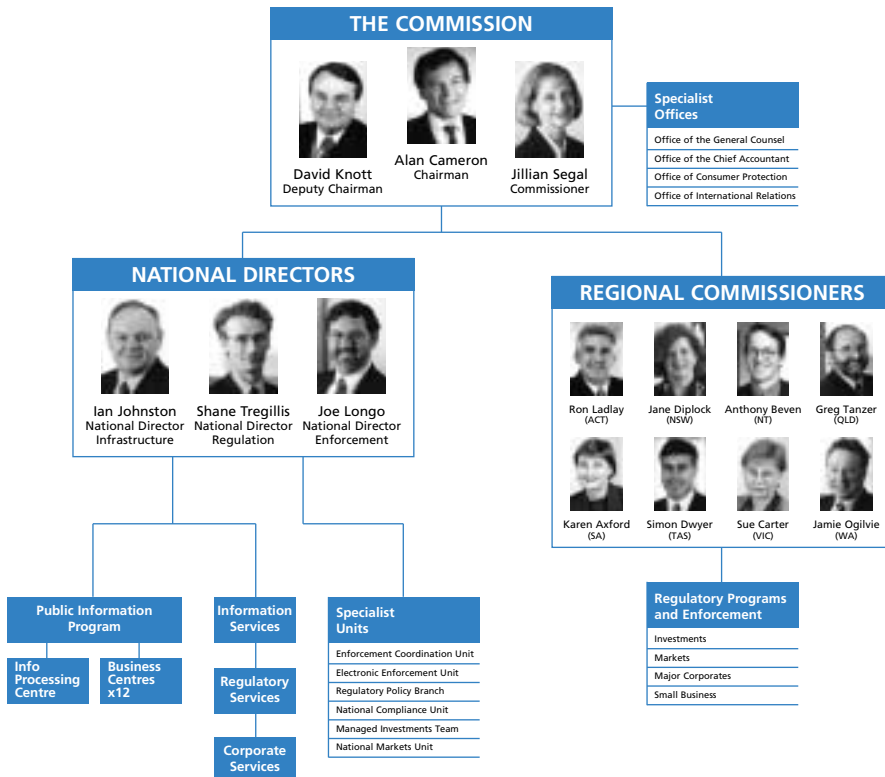 THE COMMISSION
David Knott
Deputy Chairman
Alan Cameron
Chairman
Jillian Segal
Commissioner
Specialist
Offices
Office of the General Counsel
Office of the Chief Accountant
Office of Consumer Protection
Office of International Relations
NATIONAL DIRECTORS
Ian Johnston
National Director
Infrastructure
Shane Tregillis
National Director
Regulation
Joe Longo
National Director
Enforcement
REGIONAL COMMISSIONERS
Ron Ladlay
(ACT)
Jane Diplock
(NSW)
Anthony Beven
(NT)
Greg Tanzer
(QLD)
Karen Axford
(SA)
Simon Dwyer
(TAS)
Sue Carter
(VIC)
Jamie Ogilvie
(WA)
Public Information
Program
Info
Processing
Centre
Business
Centres
x12
Information
Services
Regulatory
Services
Corporate
Services
Specialist
Units
Enforcement Coordination Unit
Electronic Enforcement Unit
Regulatory Policy Branch
National Compliance Unit
Managed Investments Team
National Markets Unit
Regulatory Programs
and Enforcement
Investments
Markets
Major Corporates
Small Business